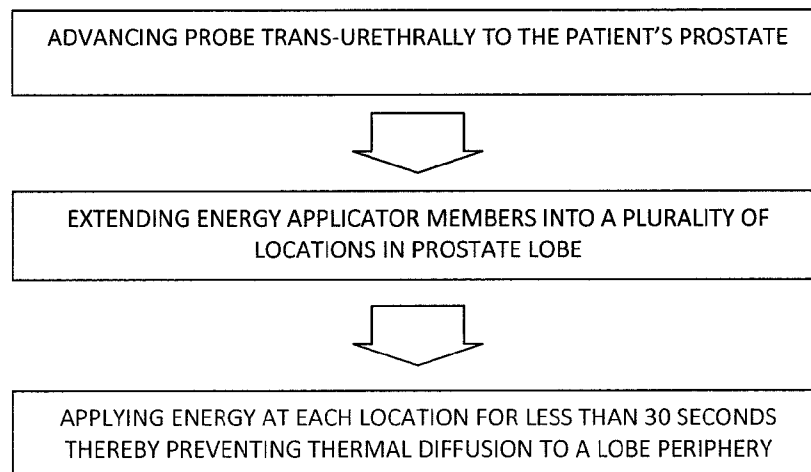 ADVANCING PROBE TRANS-URETHRALLY TO THE PATIENT'S PROSTATE
EXTENDING ENERGY APPLICATOR MEMBERS INTO A PLURALITY OF
LOCATIONS IN PROSTATE LOBE
APPLYING ENERGY AT EACH LOCATION FOR LESS THAN 30 SECONDS
THEREBY PREVENTING THERMAL DIFFUSION TO A LOBE PERIPHERY